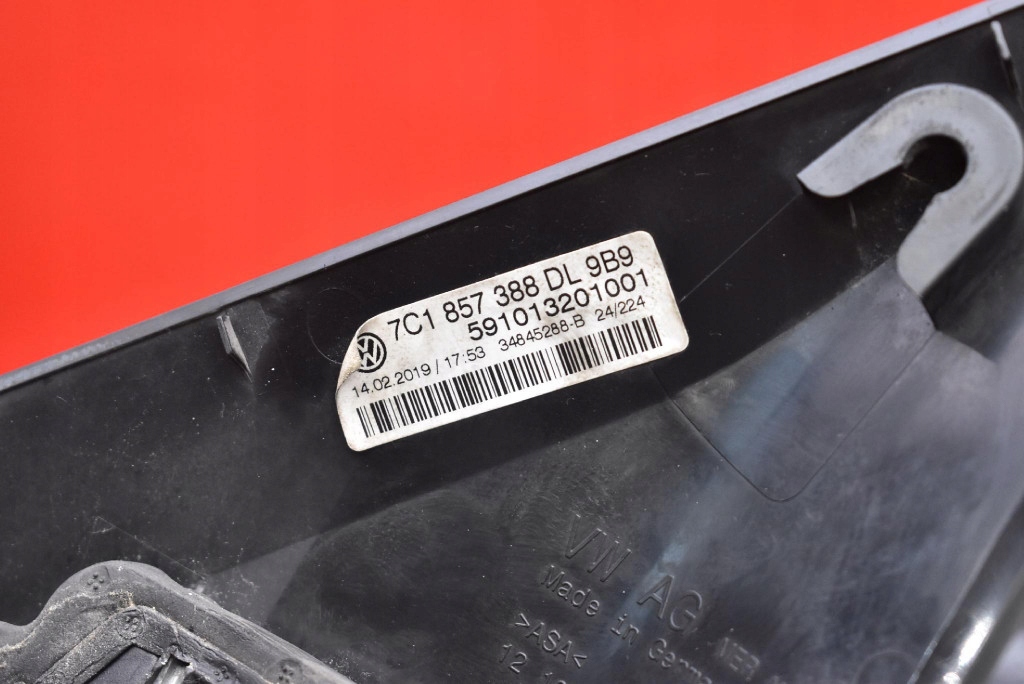 7C1 857 388 DL 9B9
591013201001
14.02.2019 / 17:53 34845288-B 24/224
VW AG
Made in
>ASA<
12